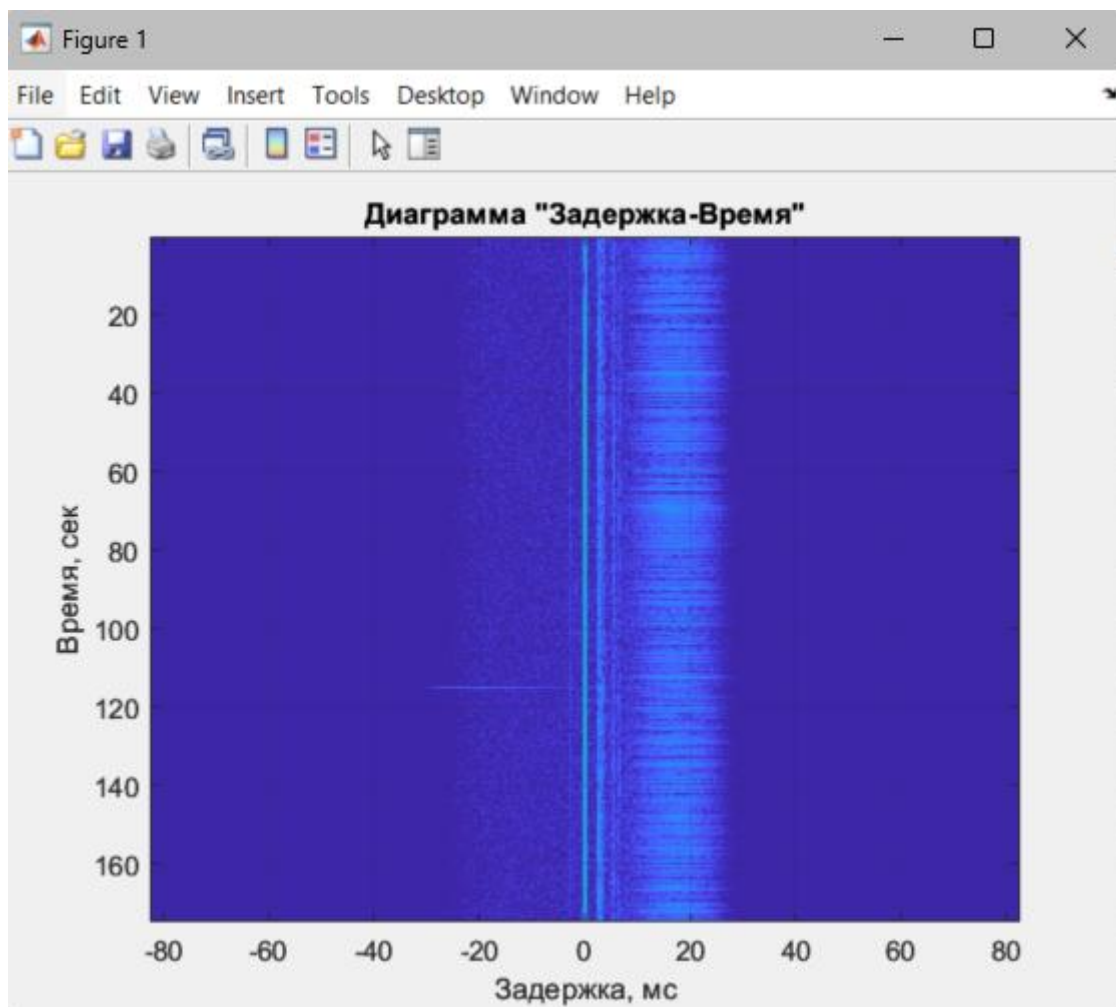 Figure 1
File Edit View Insert Tools Desktop Window Help
Диаграмма "Задержка-Время"
20
40
60
80
100
120
140
160
Время, сек
-80 -60 -40 -20 0 20 40 60 80
Задержка, мс